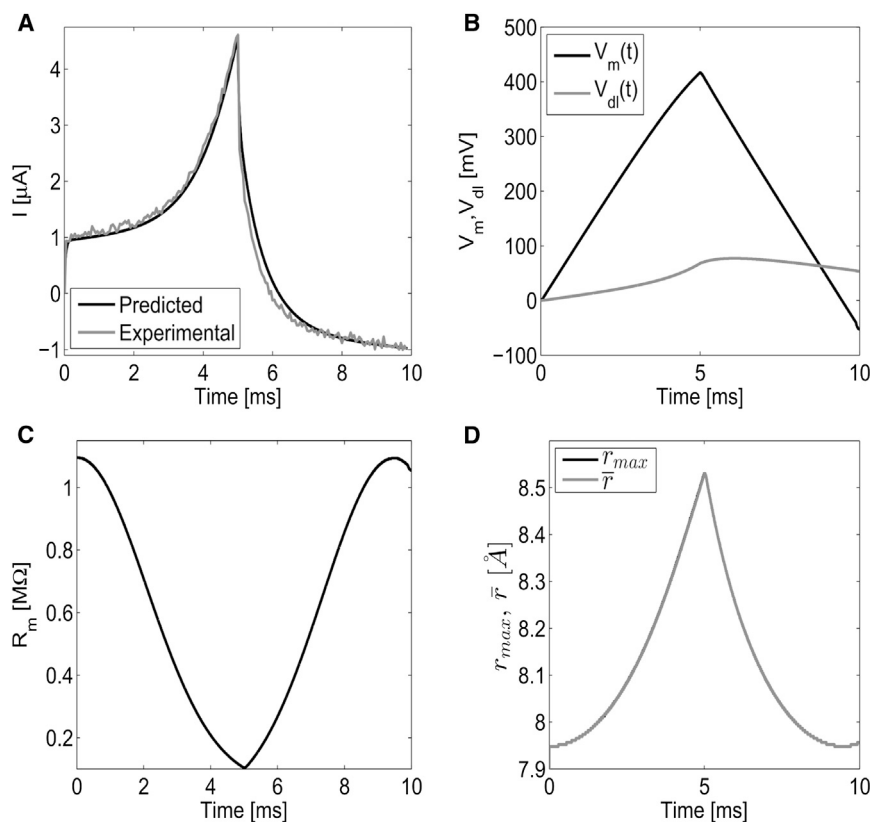 A
I [µA]
4
3
2
1
0
−1
Predicted
Experimental
0
2
4
6
8
10
Time [ms]
B
V_m, V_dl [mV]
500
400
300
200
100
0
−100
V_m(t)
V_dl(t)
0
5
10
Time [ms]
C
R_m [MΩ]
1
0.8
0.6
0.4
0.2
0
2
4
6
8
10
Time [ms]
D
r_max, r̄ [Å]
8.5
8.4
8.3
8.2
8.1
8
7.9
r_max
r̄
0
5
10
Time [ms]